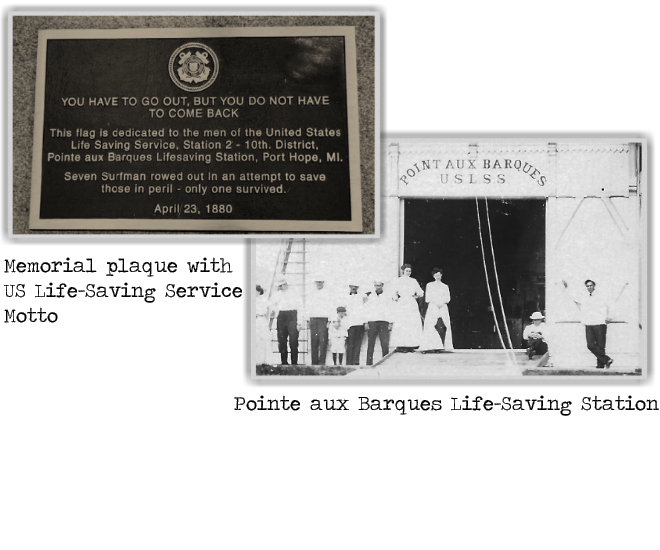 YOU HAVE TO GO OUT, BUT YOU DO NOT HAVE
TO COME BACK
This flag is dedicated to the men of the United States
Life Saving Service, Station 2 - 10th. District,
Pointe aux Barques Lifesaving Station, Port Hope, MI.
Seven Surfman rowed out in an attempt to save
those in peril - only one survived.
April 23, 1880
POINT AUX BARQUES
U S L S S
Memorial plaque with
US Life-Saving Service
Motto
Pointe aux Barques Life-Saving Station